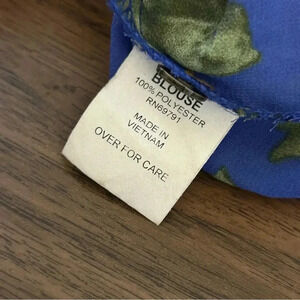 BLOUSE
100% POLYESTER
RN69791
MADE IN
VIETNAM
OVER FOR CARE